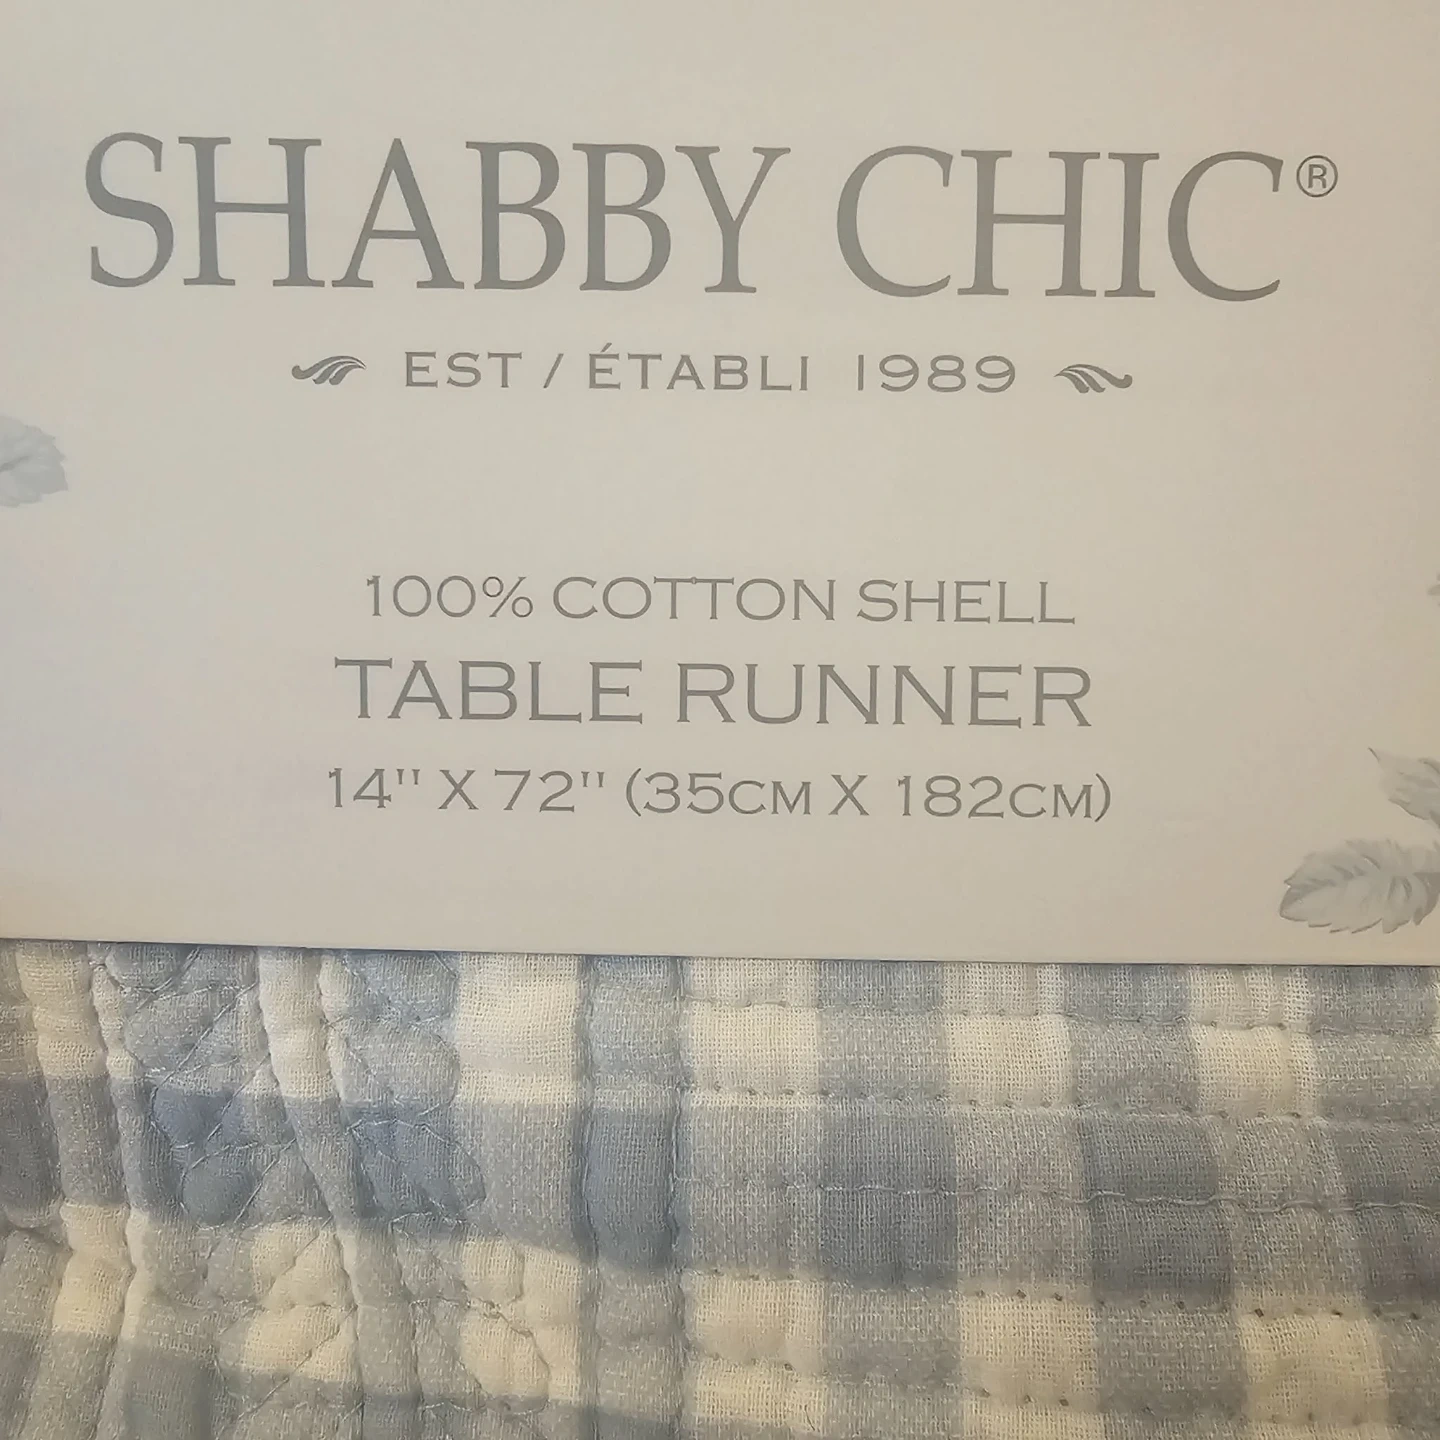 SHABBY CHIC®
EST / ÉTABLI 1989
100% COTTON SHELL
TABLE RUNNER
14" X 72" (35CM X 182CM)